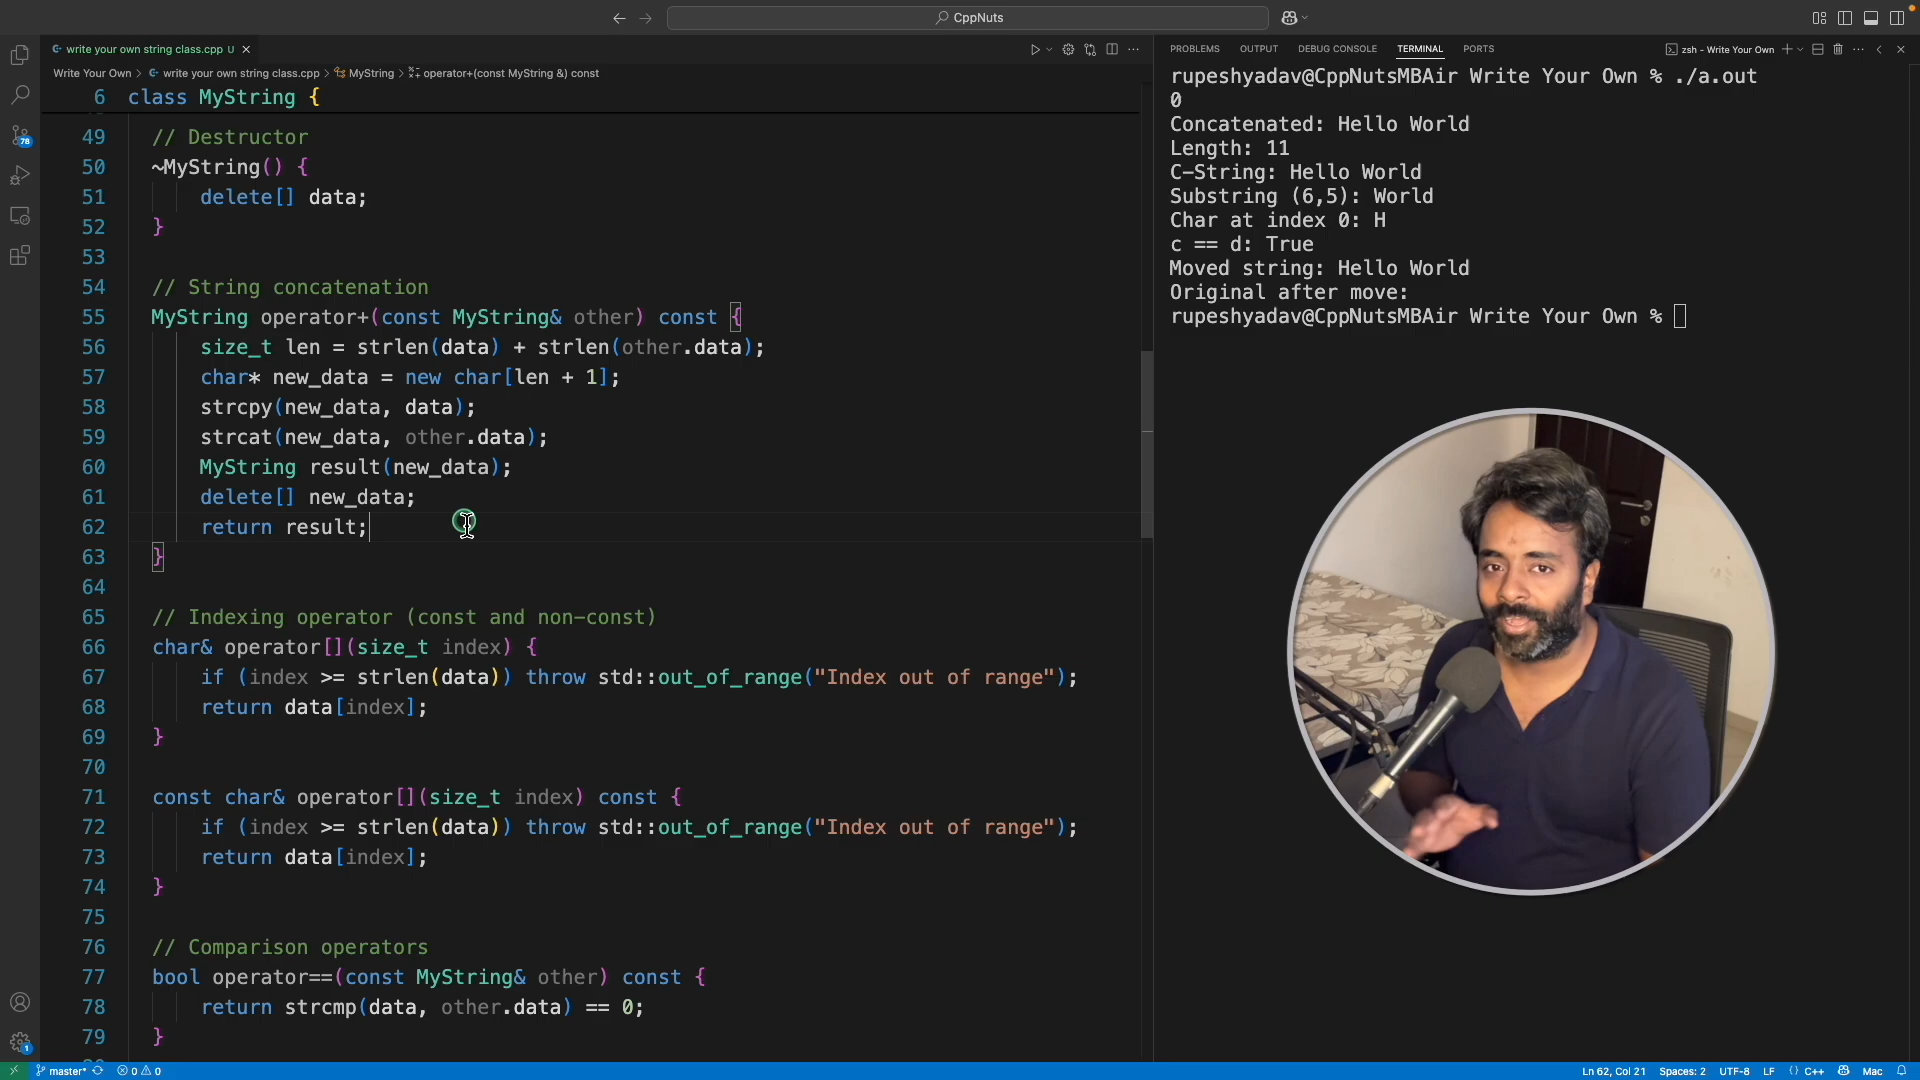 CppNuts
write your own string class.cpp U
Write Your Own > write your own string class.cpp > MyString > operator+(const MyString &) const
6 class MyString {
49 // Destructor
50 ~MyString() {
51 delete[] data;
52 }
53
54 // String concatenation
55 MyString operator+(const MyString& other) const {
56 size_t len = strlen(data) + strlen(other.data);
57 char* new_data = new char[len + 1];
58 strcpy(new_data, data);
59 strcat(new_data, other.data);
60 MyString result(new_data);
61 delete[] new_data;
62 return result;
63 }
64
65 // Indexing operator (const and non-const)
66 char& operator[](size_t index) {
67 if (index >= strlen(data)) throw std::out_of_range("Index out of range");
68 return data[index];
69 }
70
71 const char& operator[](size_t index) const {
72 if (index >= strlen(data)) throw std::out_of_range("Index out of range");
73 return data[index];
74 }
75
76 // Comparison operators
77 bool operator==(const MyString& other) const {
78 return strcmp(data, other.data) == 0;
79 }
PROBLEMS OUTPUT DEBUG CONSOLE TERMINAL PORTS
zsh - Write Your Own
rupeshyadav@CppNutsMBAir Write Your Own % ./a.out
0
Concatenated: Hello World
Length: 11
C-String: Hello World
Substring (6,5): World
Char at index 0: H
c == d: True
Moved string: Hello World
Original after move:
rupeshyadav@CppNutsMBAir Write Your Own %
78
1
master* 0 0
Ln 62, Col 21 Spaces: 2 UTF-8 LF {} C++ Mac